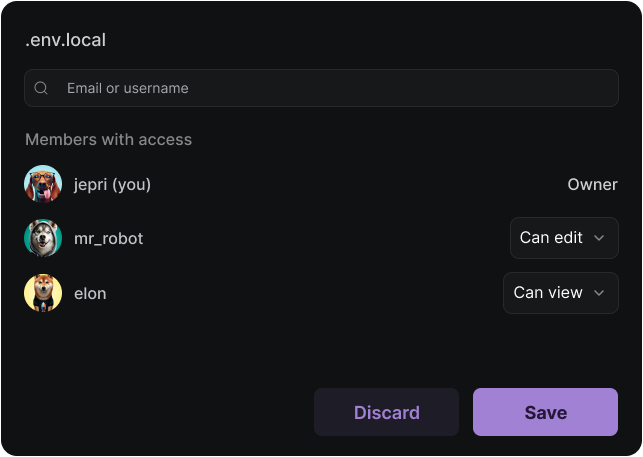 .env.local
Email or username
Members with access
jepri (you) Owner
mr_robot Can edit
elon Can view
Discard Save